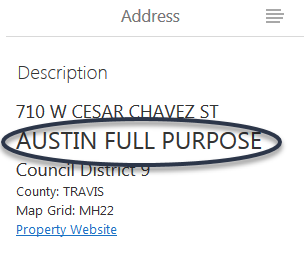 Address
Description
710 W CESAR CHAVEZ ST
AUSTIN FULL PURPOSE
Council District 9
County: TRAVIS
Map Grid: MH22
Property Website